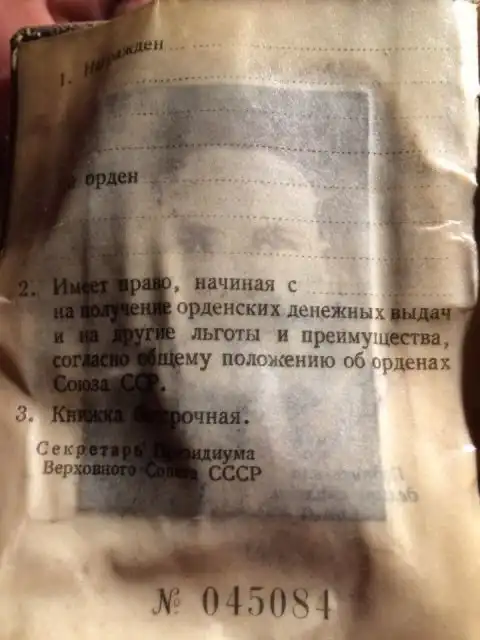 1. Награжден
орден
2. Имеет право, начиная с
на получение орденских денежных выдач
и на другие льготы и преимущества,
согласно общему положению об орденах
Союза ССР.
3. Книжка бессрочная.
Секретарь Президиума
Верховного Совета СССР
№ 045084